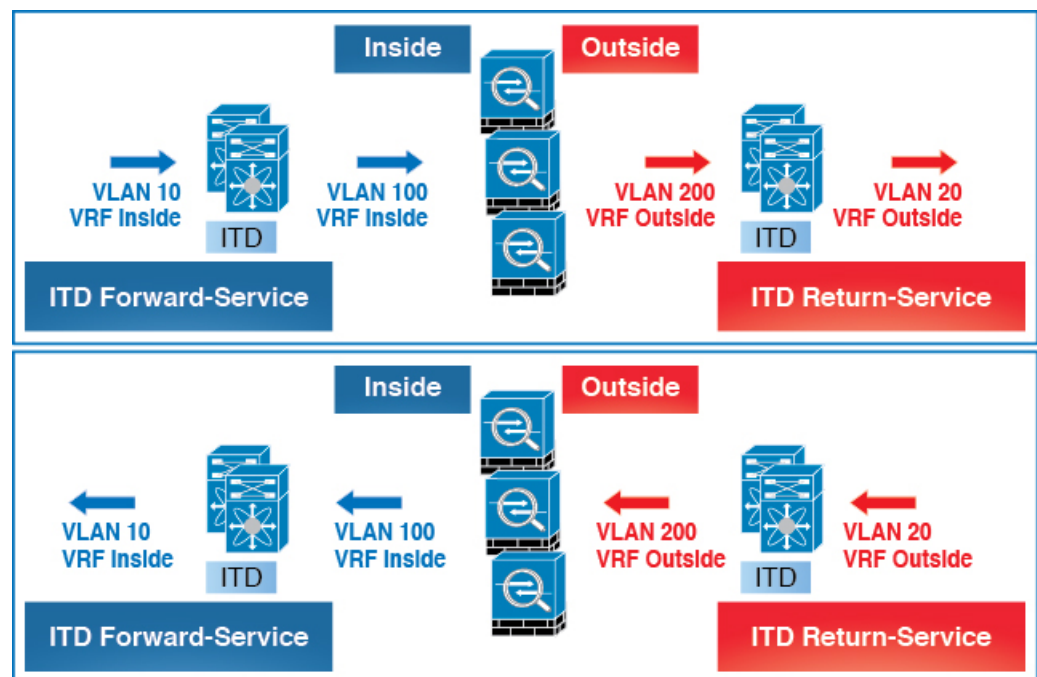 Inside Outside
VLAN 10
VRF Inside
VLAN 100
VRF Inside
VLAN 200
VRF Outside
VLAN 20
VRF Outside
ITD
ITD
ITD Forward-Service
ITD Return-Service
Inside Outside
VLAN 10
VRF Inside
VLAN 100
VRF Inside
VLAN 200
VRF Outside
VLAN 20
VRF Outside
ITD
ITD
ITD Forward-Service
ITD Return-Service